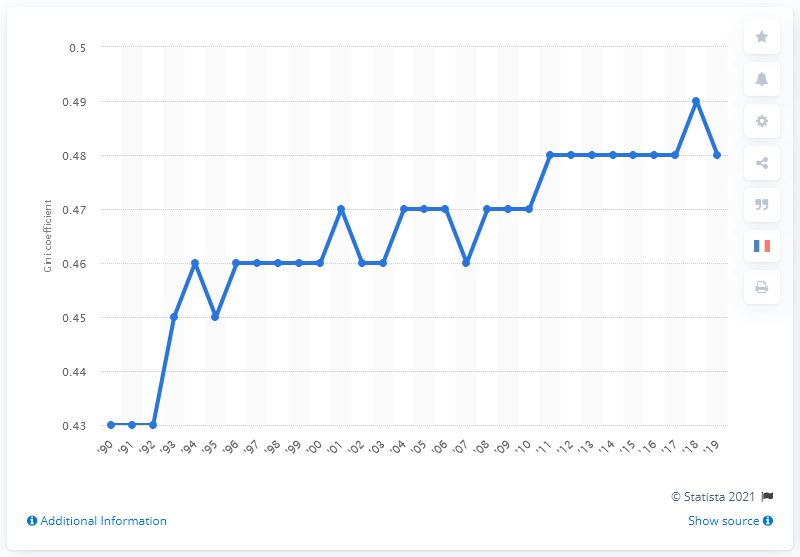 0.5
0.49
0.48
0.47
0.46
0.45
0.44
0.43
Gini coefficient
'90 '91 '92 '93 '94 '95 '96 '97 '98 '99 '00 '01 '02 '03 '04 '05 '06 '07 '08 '09 '10 '11 '12 '13 '14 '15 '16 '17 '18 '19
© Statista 2021
Additional Information
Show source